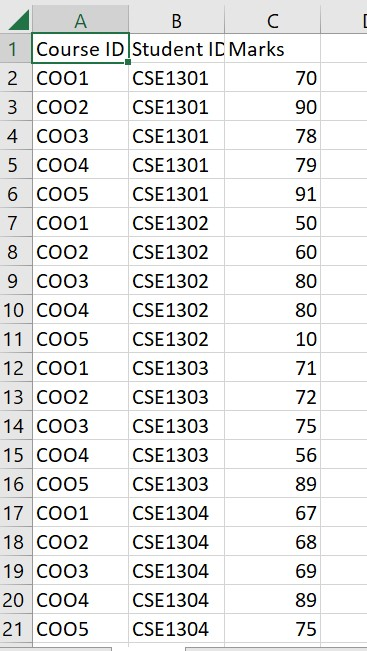 A B C
1 Course ID Student ID Marks
2 COO1 CSE1301 70
3 COO2 CSE1301 90
4 COO3 CSE1301 78
5 COO4 CSE1301 79
6 COO5 CSE1301 91
7 COO1 CSE1302 50
8 COO2 CSE1302 60
9 COO3 CSE1302 80
10 COO4 CSE1302 80
11 COO5 CSE1302 10
12 COO1 CSE1303 71
13 COO2 CSE1303 72
14 COO3 CSE1303 75
15 COO4 CSE1303 56
16 COO5 CSE1303 89
17 COO1 CSE1304 67
18 COO2 CSE1304 68
19 COO3 CSE1304 69
20 COO4 CSE1304 89
21 COO5 CSE1304 75